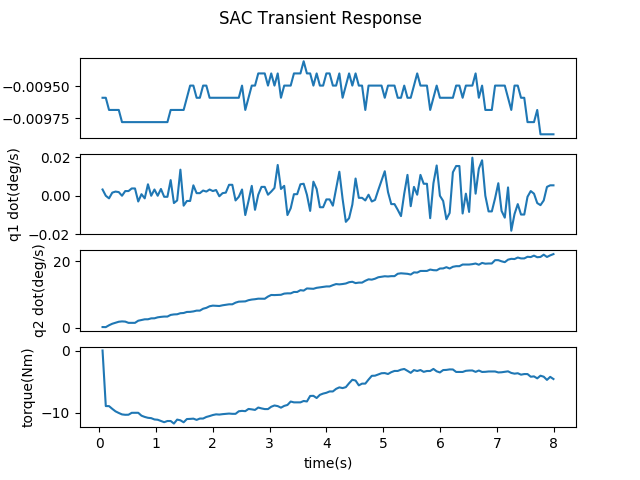 SAC Transient Response
−0.00950
−0.00975
0.02
0.00
−0.02
q1 dot(deg/s)
20
0
q2 dot(deg/s)
0
−10
torque(Nm)
0 1 2 3 4 5 6 7 8
time(s)